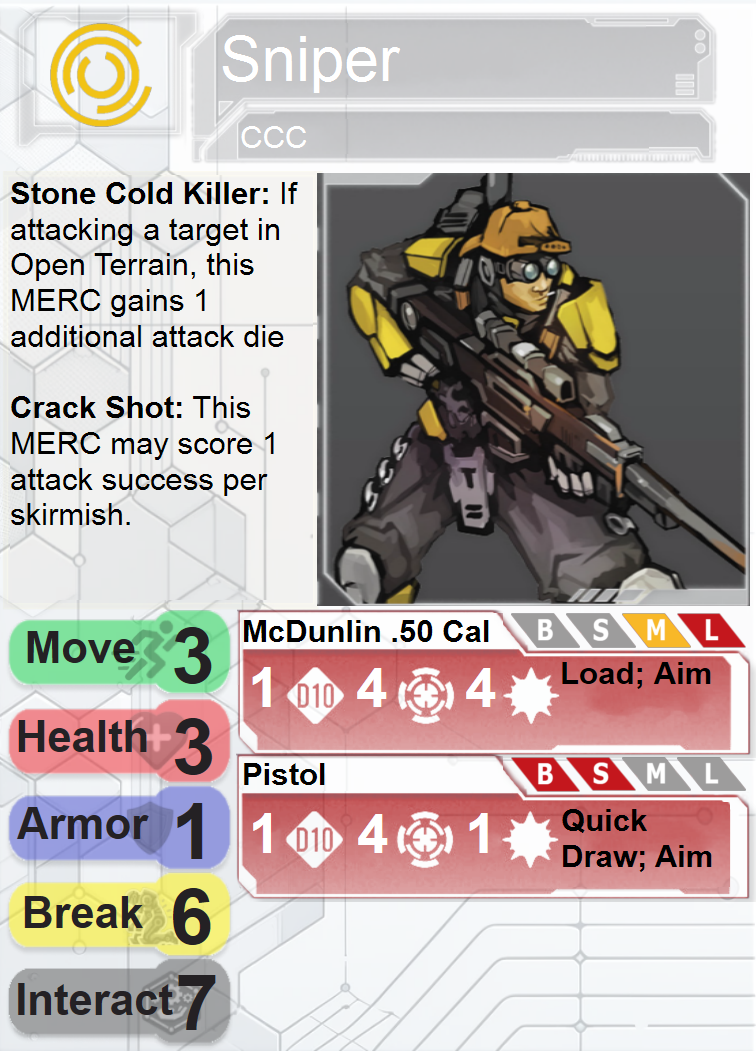 Sniper
CCC
Stone Cold Killer: If
attacking a target in
Open Terrain, this
MERC gains 1
additional attack die
Crack Shot: This
MERC may score 1
attack success per
skirmish.
Move 3
Health 3
Armor 1
Break 6
Interact 7
McDunlin .50 Cal B S M L
1 D10 4 4 Load; Aim
Pistol B S M L
1 D10 4 1 Quick
Draw; Aim